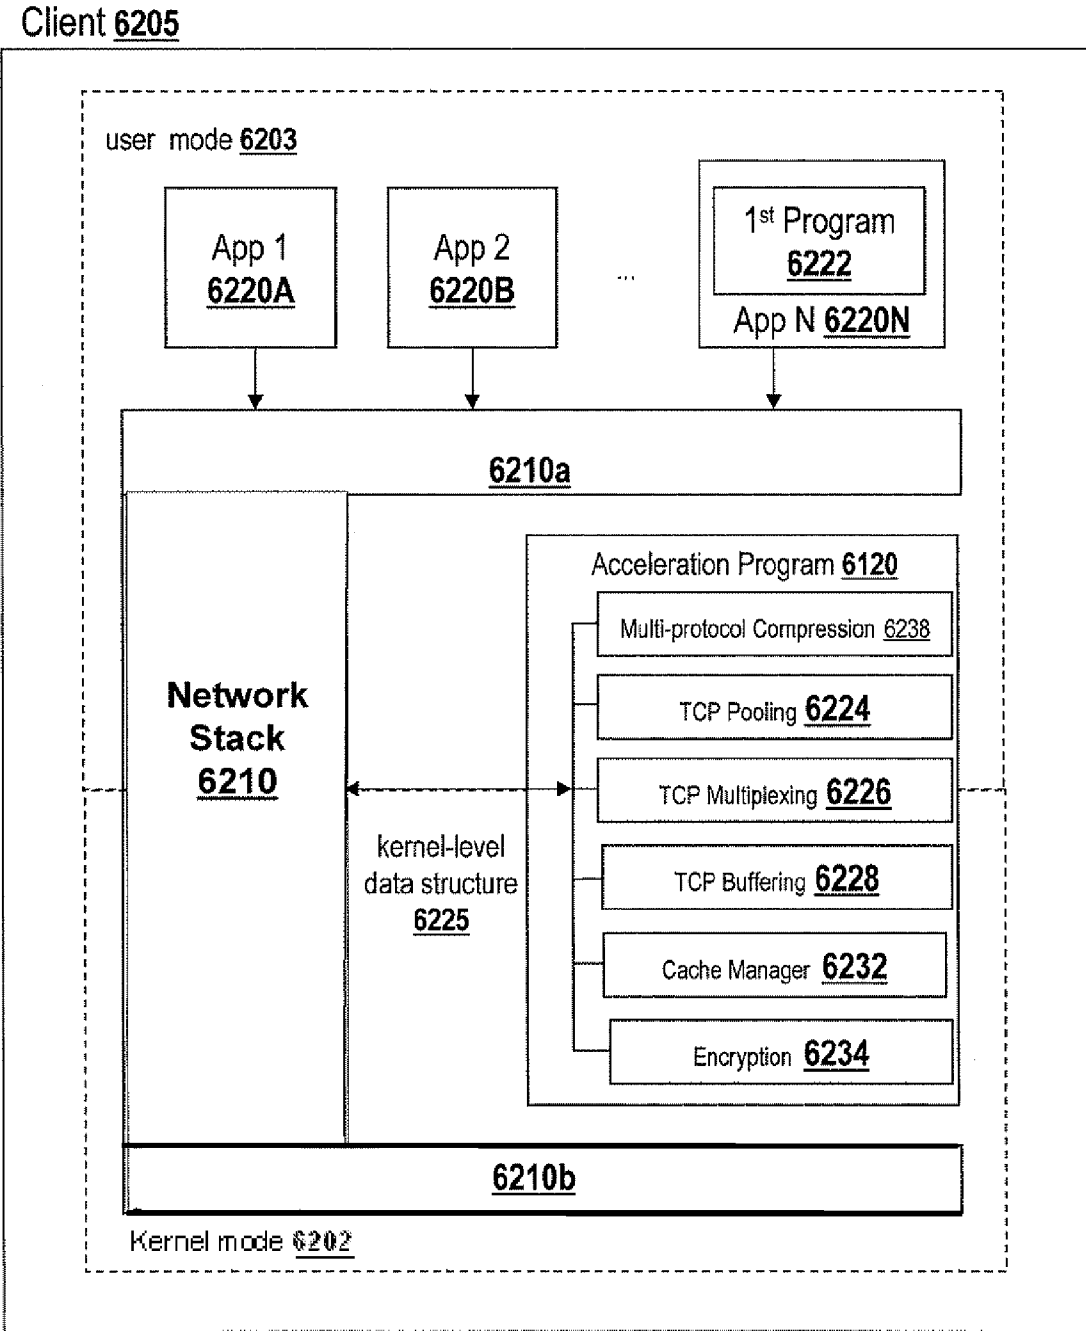 Client 6205
user mode 6203
App 1
6220A
App 2
6220B
...
1st Program
6222
App N 6220N
6210a
Acceleration Program 6120
Multi-protocol Compression 6238
TCP Pooling 6224
Network
Stack
6210
TCP Multiplexing 6226
kernel-level
data structure
6225
TCP Buffering 6228
Cache Manager 6232
Encryption 6234
6210b
Kernel mode 6202